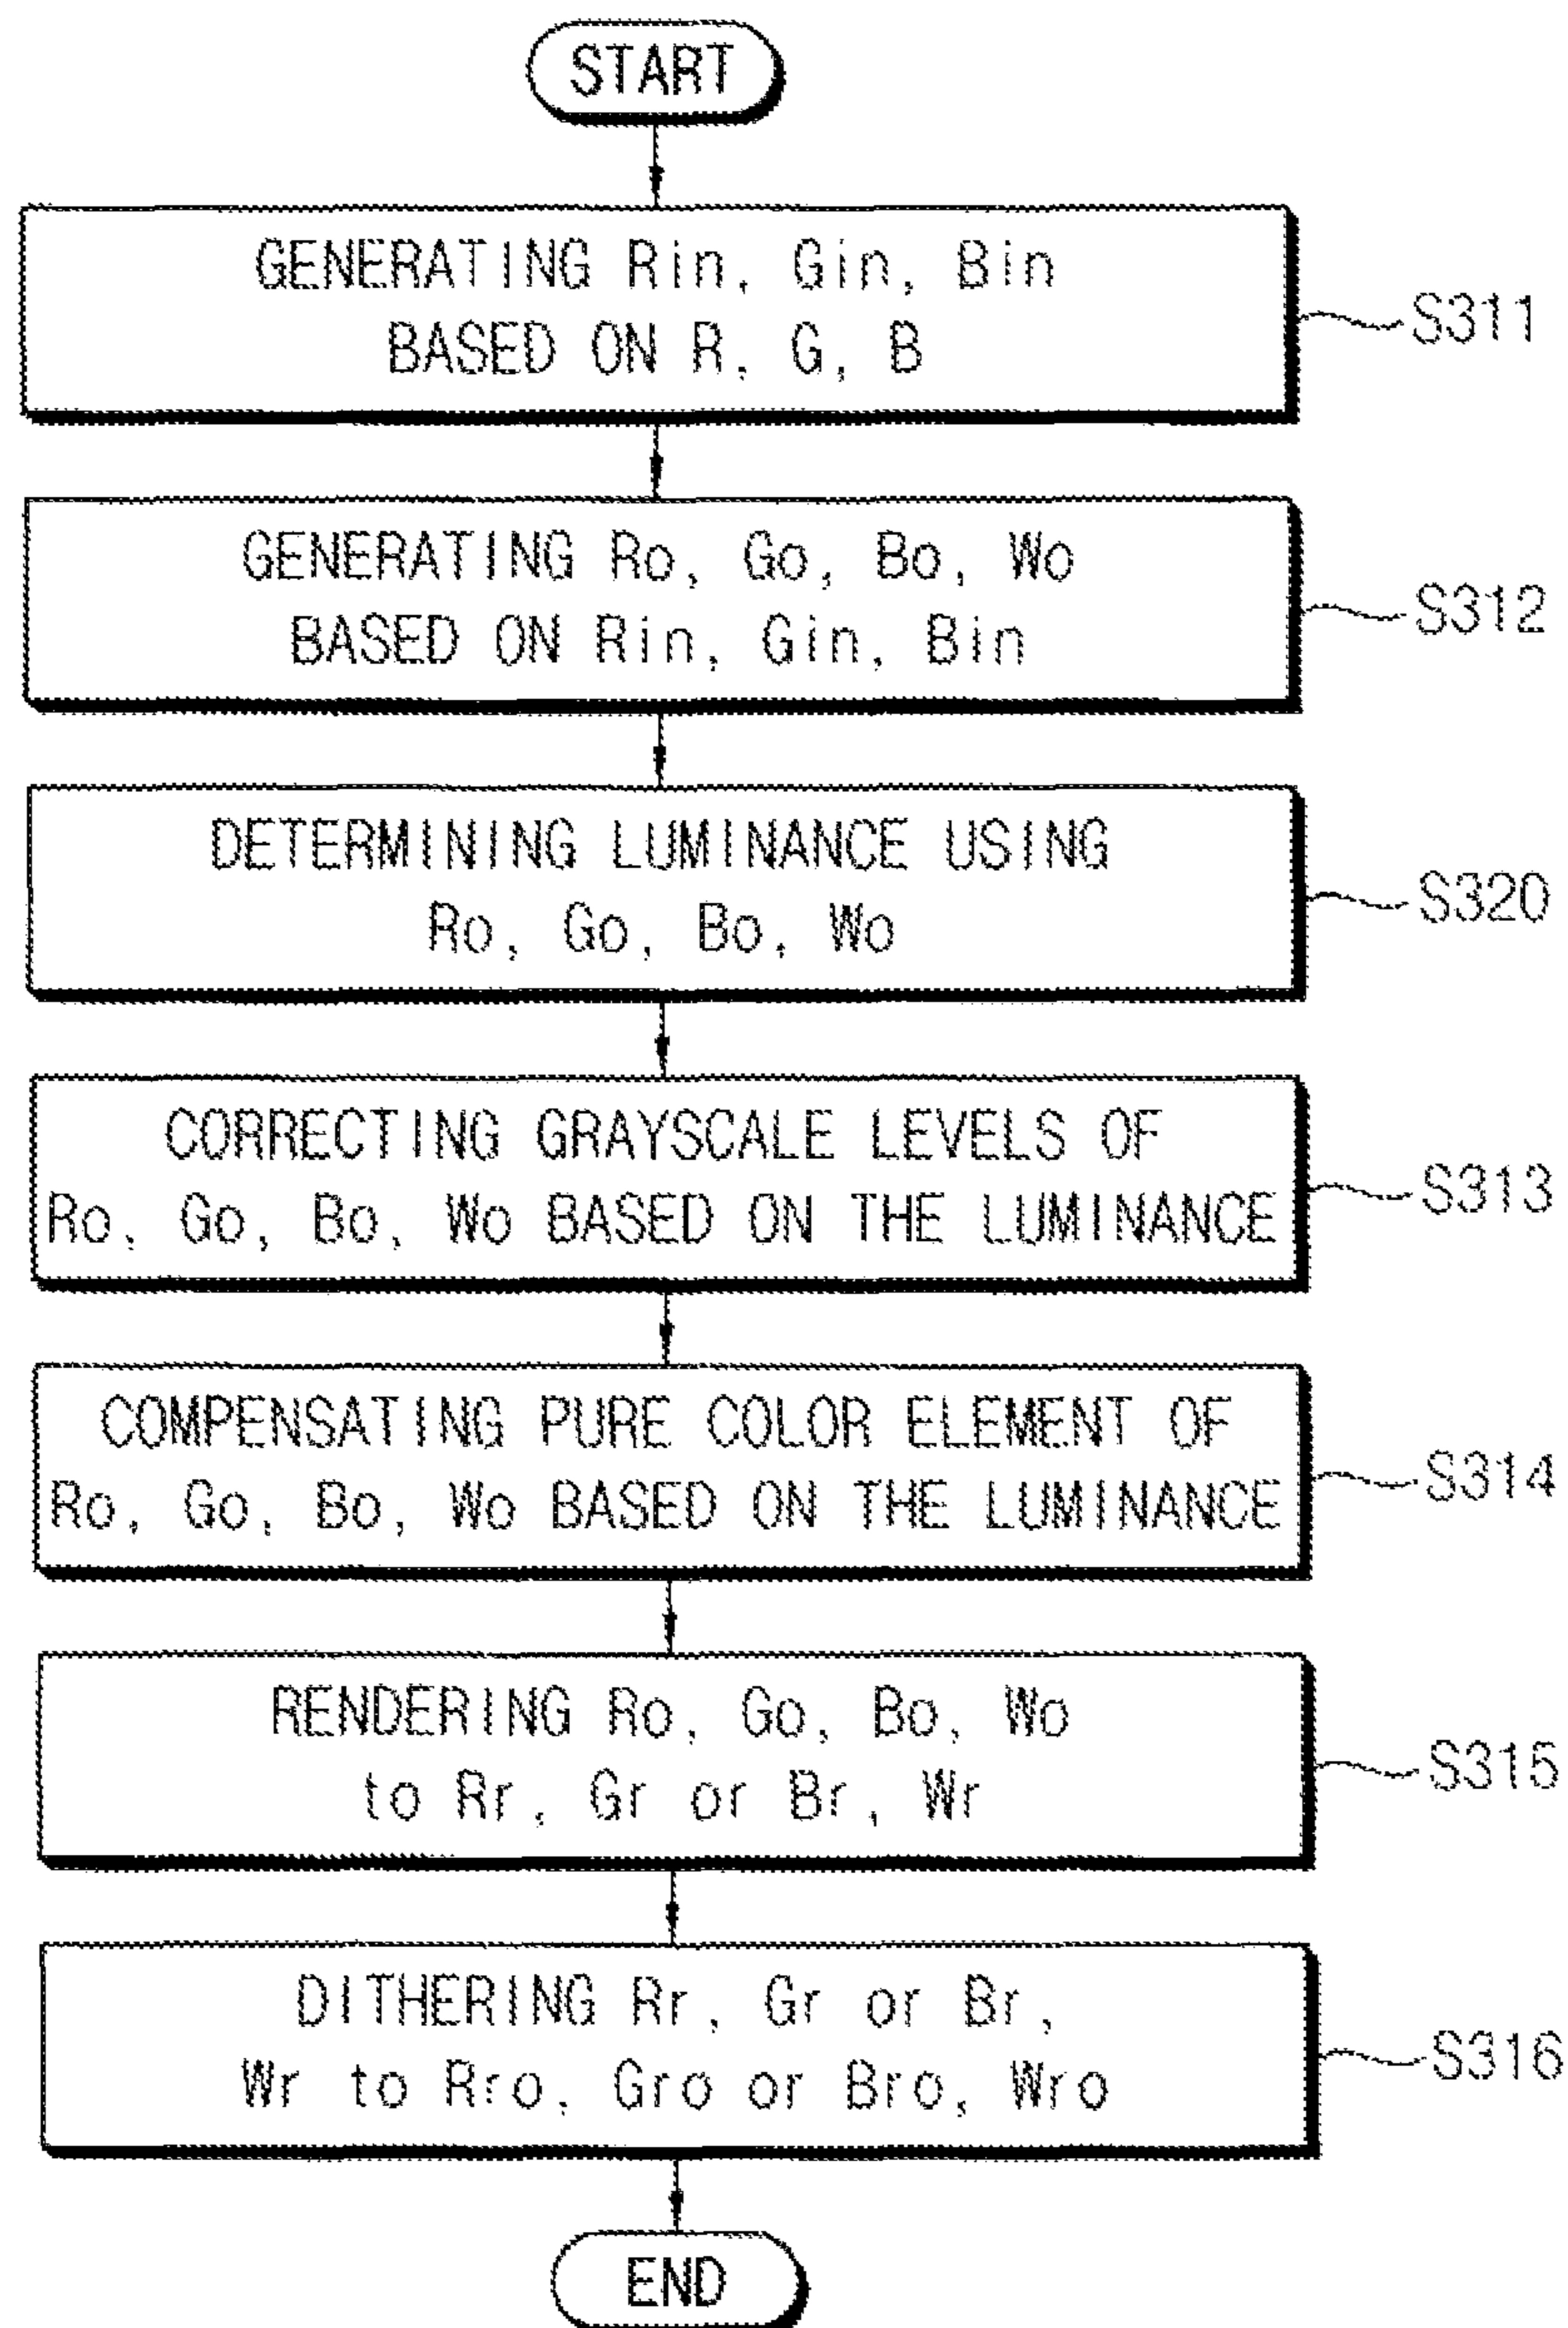 START
GENERATING Rin, Gin, Bin
BASED ON R, G, B
S311
GENERATING Ro, Go, Bo, Wo
BASED ON Rin, Gin, Bin
S312
DETERMINING LUMINANCE USING
Ro, Go, Bo, Wo
S320
CORRECTING GRAYSCALE LEVELS OF
Ro, Go, Bo, Wo BASED ON THE LUMINANCE
S313
COMPENSATING PURE COLOR ELEMENT OF
Ro, Go, Bo, Wo BASED ON THE LUMINANCE
S314
RENDERING Ro, Go, Bo, Wo
to Rr, Gr or Br, Wr
S315
DITHERING Rr, Gr or Br,
Wr to Rro, Gro or Bro, Wro
S316
END